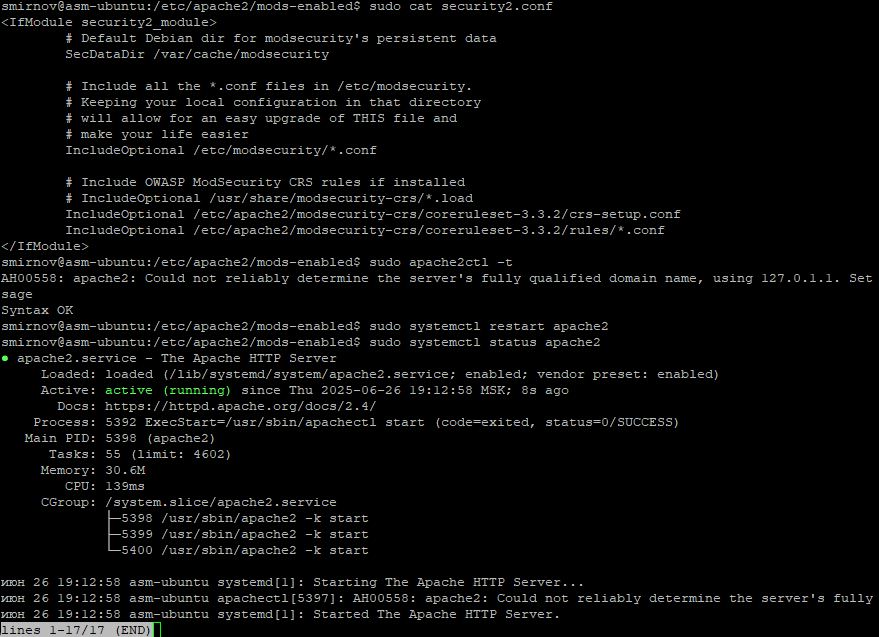 smirnov@asm-ubuntu:/etc/apache2/mods-enabled$ sudo cat security2.conf
<IfModule security2_module>
        # Default Debian dir for modsecurity's persistent data
        SecDataDir /var/cache/modsecurity

        # Include all the *.conf files in /etc/modsecurity.
        # Keeping your local configuration in that directory
        # will allow for an easy upgrade of THIS file and
        # make your life easier
        IncludeOptional /etc/modsecurity/*.conf

        # Include OWASP ModSecurity CRS rules if installed
        # IncludeOptional /usr/share/modsecurity-crs/*.load
        IncludeOptional /etc/apache2/modsecurity-crs/coreruleset-3.3.2/crs-setup.conf
        IncludeOptional /etc/apache2/modsecurity-crs/coreruleset-3.3.2/rules/*.conf
</IfModule>
smirnov@asm-ubuntu:/etc/apache2/mods-enabled$ sudo apache2ctl -t
AH00558: apache2: Could not reliably determine the server's fully qualified domain name, using 127.0.1.1. Set
sage
Syntax OK
smirnov@asm-ubuntu:/etc/apache2/mods-enabled$ sudo systemctl restart apache2
smirnov@asm-ubuntu:/etc/apache2/mods-enabled$ sudo systemctl status apache2
● apache2.service - The Apache HTTP Server
     Loaded: loaded (/lib/systemd/system/apache2.service; enabled; vendor preset: enabled)
     Active: active (running) since Thu 2025-06-26 19:12:58 MSK; 8s ago
       Docs: https://httpd.apache.org/docs/2.4/
    Process: 5392 ExecStart=/usr/sbin/apachectl start (code=exited, status=0/SUCCESS)
   Main PID: 5398 (apache2)
      Tasks: 55 (limit: 4602)
     Memory: 30.6M
        CPU: 139ms
     CGroup: /system.slice/apache2.service
             ├─5398 /usr/sbin/apache2 -k start
             ├─5399 /usr/sbin/apache2 -k start
             └─5400 /usr/sbin/apache2 -k start

июн 26 19:12:58 asm-ubuntu systemd[1]: Starting The Apache HTTP Server...
июн 26 19:12:58 asm-ubuntu apachectl[5397]: AH00558: apache2: Could not reliably determine the server's fully
июн 26 19:12:58 asm-ubuntu systemd[1]: Started The Apache HTTP Server.
lines 1-17/17 (END)